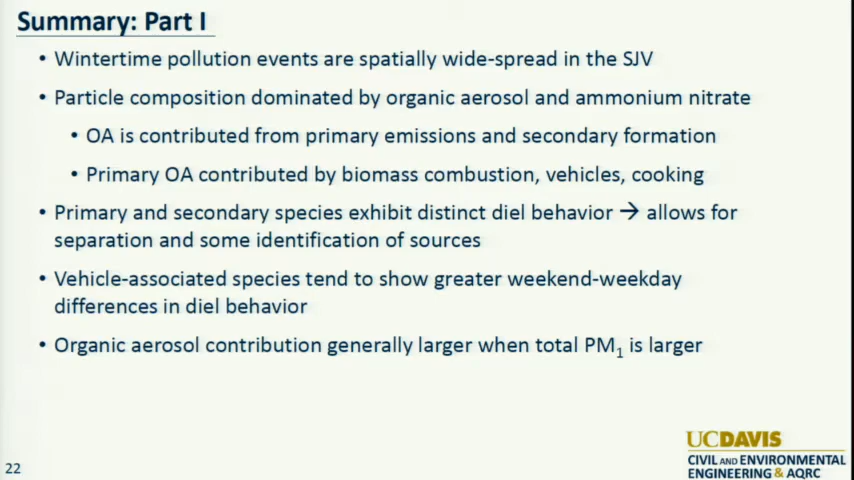 Summary: Part I
• Wintertime pollution events are spatially wide-spread in the SJV
• Particle composition dominated by organic aerosol and ammonium nitrate
• OA is contributed from primary emissions and secondary formation
• Primary OA contributed by biomass combustion, vehicles, cooking
• Primary and secondary species exhibit distinct diel behavior → allows for
separation and some identification of sources
• Vehicle-associated species tend to show greater weekend-weekday
differences in diel behavior
• Organic aerosol contribution generally larger when total PM₁ is larger
22
UCDAVIS
CIVIL AND ENVIRONMENTAL
ENGINEERING & AQRC